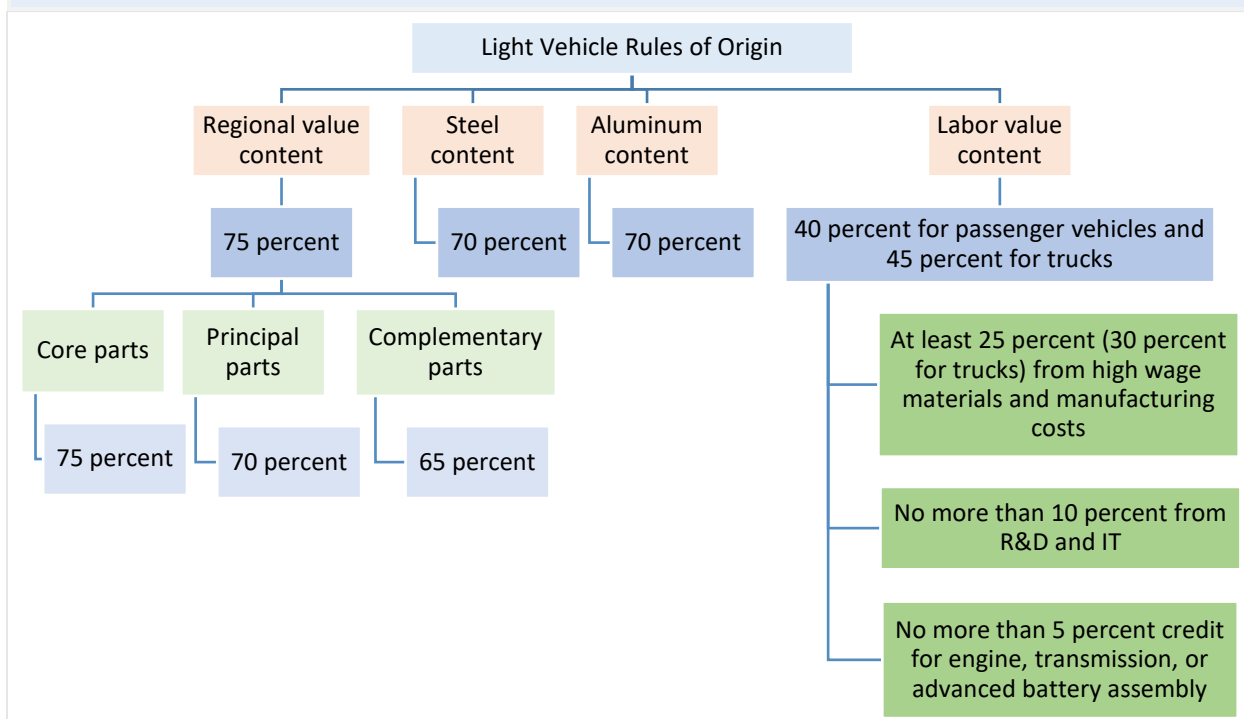 Light Vehicle Rules of Origin
Regional value
content
Steel
content
Aluminum
content
Labor value
content
75 percent
70 percent
70 percent
40 percent for passenger vehicles and
45 percent for trucks
Core parts
Principal
parts
Complementary
parts
75 percent
70 percent
65 percent
At least 25 percent (30 percent
for trucks) from high wage
materials and manufacturing
costs
No more than 10 percent from
R&D and IT
No more than 5 percent credit
for engine, transmission, or
advanced battery assembly